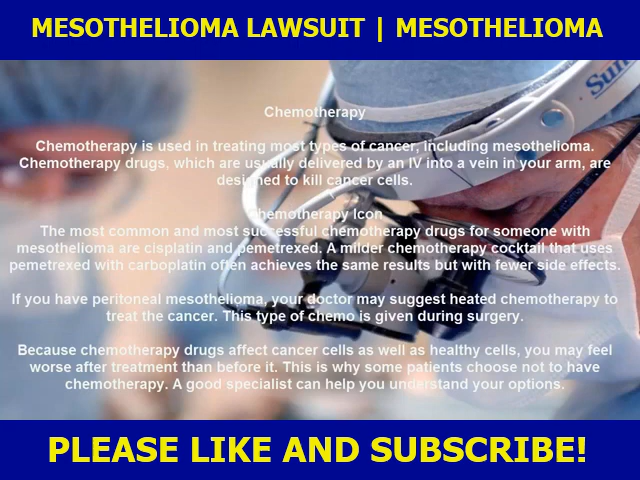 MESOTHELIOMA LAWSUIT | MESOTHELIOMA
Sun
Chemotherapy
Chemotherapy is used in treating most types of cancer, including mesothelioma.
Chemotherapy drugs, which are usually delivered by an IV into a vein in your arm, are
designed to kill cancer cells.
Chemotherapy Icon
The most common and most successful chemotherapy drugs for someone with
mesothelioma are cisplatin and pemetrexed. A milder chemotherapy cocktail that uses
pemetrexed with carboplatin often achieves the same results but with fewer side effects.
If you have peritoneal mesothelioma, your doctor may suggest heated chemotherapy to
treat the cancer. This type of chemo is given during surgery.
Because chemotherapy drugs affect cancer cells as well as healthy cells, you may feel
worse after treatment than before it. This is why some patients choose not to have
chemotherapy. A good specialist can help you understand your options.
PLEASE LIKE AND SUBSCRIBE!